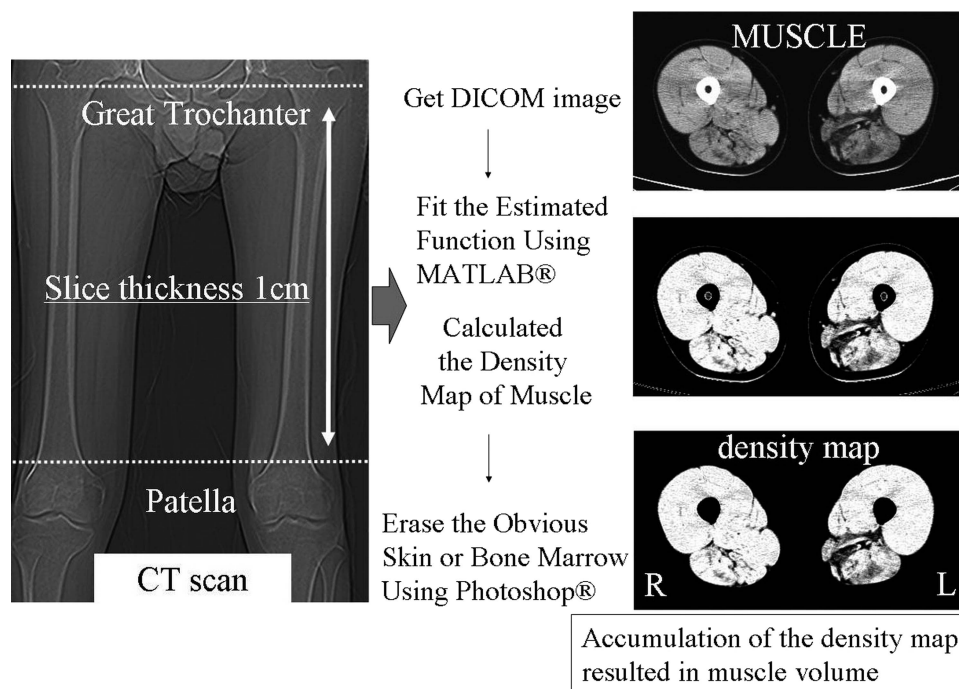 Great Trochanter
Slice thickness 1cm
Patella
CT scan
Get DICOM image
Fit the Estimated
Function Using
MATLAB®
Calculated
the Density
Map of Muscle
Erase the Obvious
Skin or Bone Marrow
Using Photoshop®
MUSCLE
density map
R
L
Accumulation of the density map
resulted in muscle volume